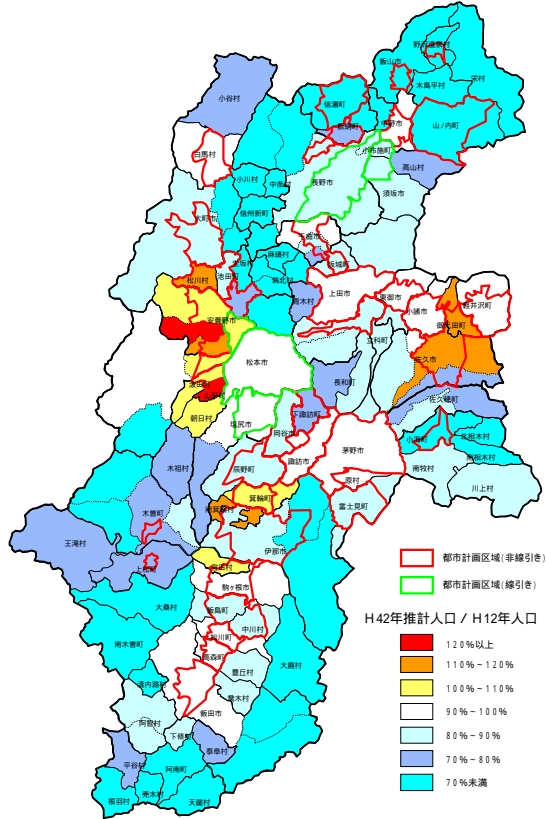 野沢温泉村
飯山市
栄村
木島平村
小谷村
信濃町
山ノ内町
中野市
飯綱町
白馬村
小布施町
高山村
小川村
中条村
長野市
須坂市
信州新町
大町市
千曲市
麻績村
生坂村
坂城町
池田町
筑北村
松川村
上田市
青木村
東御市
軽井沢町
小諸市
安曇野市
御代田町
立科町
松本市
佐久市
長和町
波田町
山形村
佐久穂町
朝日村
下諏訪町
塩尻市
岡谷市
小海町
北相木村
茅野市
南相木村
諏訪市
木祖村
辰野町
南牧村
原村
川上村
箕輪町
富士見町
木曽町
南箕輪村
王滝村
伊那市
上松町
宮田村
駒ヶ根市
大桑村
飯島町
中川村
南木曽町
松川町
高森町
大鹿村
豊丘村
清内路村
喬木村
飯田市
阿智村
下條村
泰阜村
平谷村
阿南町
売木村
根羽村
天龍村
都市計画区域(非線引き)
都市計画区域(線引き)
H42年推計人口 / H12年人口
120%以上
110%~120%
100%~110%
90%~100%
80%~90%
70%~80%
70%未満